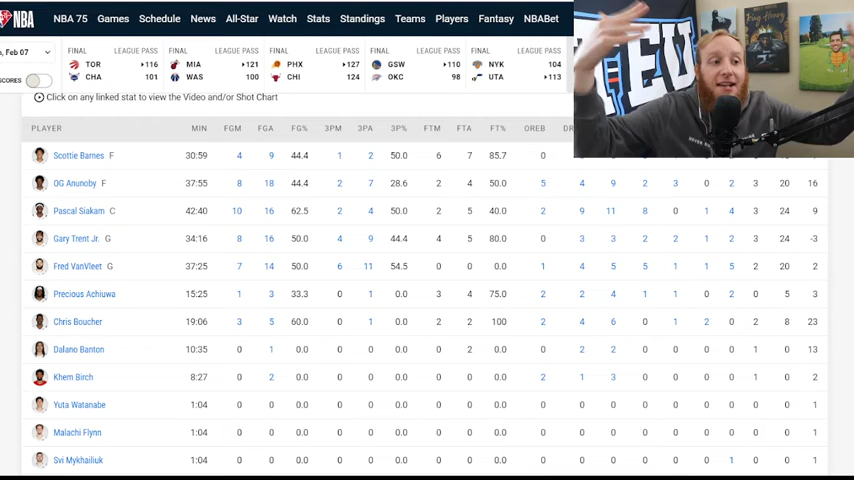 NBA NBA 75 Games Schedule News All-Star Watch Stats Standings Teams Players Fantasy NBABet
, Feb 07 FINAL LEAGUE PASS FINAL LEAGUE PASS FINAL LEAGUE PASS FINAL LEAGUE PASS FINAL LEAGUE PASS
TOR 116 MIA 121 PHX 127 GSW 110 NYK 104
SCORES CHA 101 WAS 100 CHI 124 OKC 98 UTA 113
Click on any linked stat to view the Video and/or Shot Chart
PLAYER MIN FGM FGA FG% 3PM 3PA 3P% FTM FTA FT% OREB
Scottie Barnes F 30:59 4 9 44.4 1 2 50.0 6 7 85.7 0
OG Anunoby F 37:55 8 18 44.4 2 7 28.6 2 4 50.0 5 4 9 2 3 0 2 3 20 16
Pascal Siakam C 42:40 10 16 62.5 2 4 50.0 2 5 40.0 2 9 11 8 0 1 4 3 24 9
Gary Trent Jr. G 34:16 8 16 50.0 4 9 44.4 4 5 80.0 0 3 3 2 2 1 2 3 24 -3
Fred VanVleet G 37:25 7 14 50.0 6 11 54.5 0 0 0.0 1 4 5 5 1 1 5 2 20 2
Precious Achiuwa 15:25 1 3 33.3 0 1 0.0 3 4 75.0 2 2 4 1 1 0 2 0 5 3
Chris Boucher 19:06 3 5 60.0 0 1 0.0 2 2 100 2 4 6 0 1 2 0 2 8 23
Dalano Banton 10:35 0 1 0.0 0 0 0.0 0 2 0.0 0 2 2 0 0 0 0 1 0 13
Khem Birch 8:27 0 2 0.0 0 0 0.0 0 0 0.0 2 1 3 0 0 0 0 1 0 2
Yuta Watanabe 1:04 0 0 0.0 0 0 0.0 0 0 0.0 0 0 0 0 0 0 0 0 0 1
Malachi Flynn 1:04 0 0 0.0 0 0 0.0 0 0 0.0 0 0 0 0 0 0 0 0 0 1
Svi Mykhailiuk 1:04 0 0 0.0 0 0 0.0 0 0 0.0 0 0 0 0 0 0 1 0 0 1